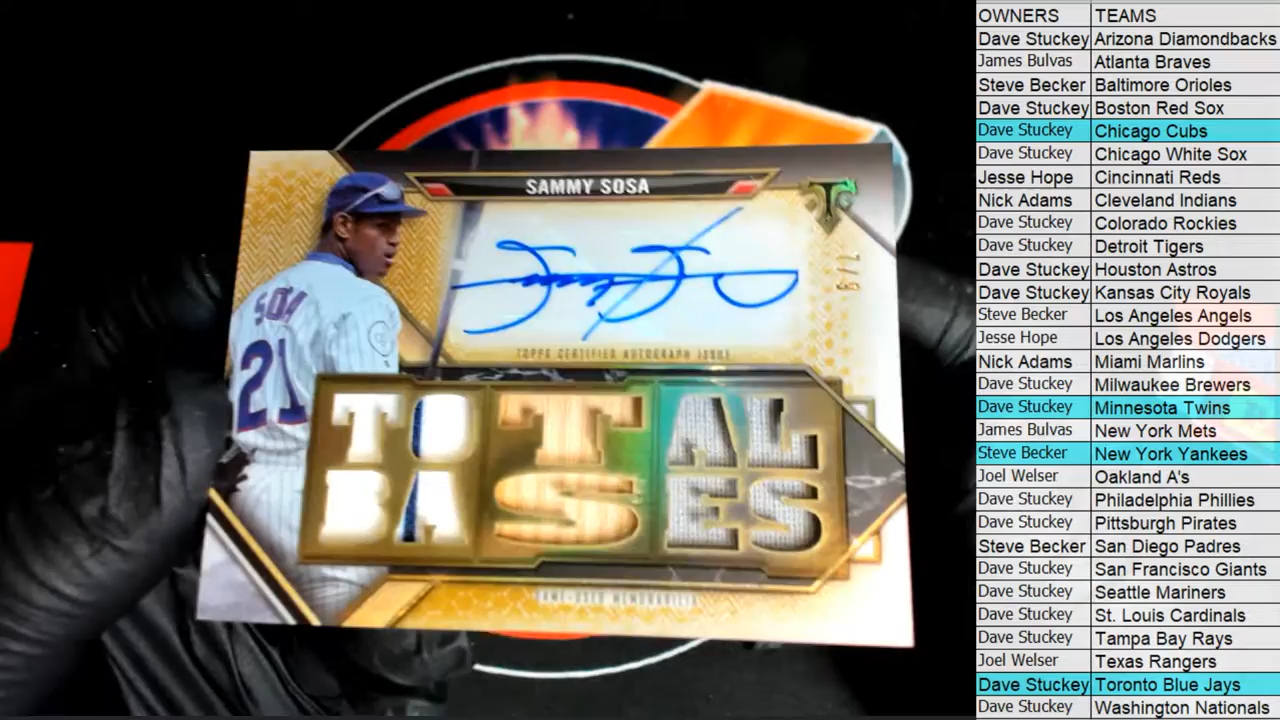 SAMMY SOSA
TOPPS CERTIFIED AUTOGRAPH ISSUE
SOSA
21
TOTAL
BASES
GAME-USED MEMORABILIA
OWNERS TEAMS
Dave Stuckey Arizona Diamondbacks
James Bulvas Atlanta Braves
Steve Becker Baltimore Orioles
Dave Stuckey Boston Red Sox
Dave Stuckey Chicago Cubs
Dave Stuckey Chicago White Sox
Jesse Hope Cincinnati Reds
Nick Adams Cleveland Indians
Dave Stuckey Colorado Rockies
Dave Stuckey Detroit Tigers
Dave Stuckey Houston Astros
Dave Stuckey Kansas City Royals
Steve Becker Los Angeles Angels
Jesse Hope Los Angeles Dodgers
Nick Adams Miami Marlins
Dave Stuckey Milwaukee Brewers
Dave Stuckey Minnesota Twins
James Bulvas New York Mets
Steve Becker New York Yankees
Joel Welser Oakland A's
Dave Stuckey Philadelphia Phillies
Dave Stuckey Pittsburgh Pirates
Steve Becker San Diego Padres
Dave Stuckey San Francisco Giants
Dave Stuckey Seattle Mariners
Dave Stuckey St. Louis Cardinals
Dave Stuckey Tampa Bay Rays
Joel Welser Texas Rangers
Dave Stuckey Toronto Blue Jays
Dave Stuckey Washington Nationals